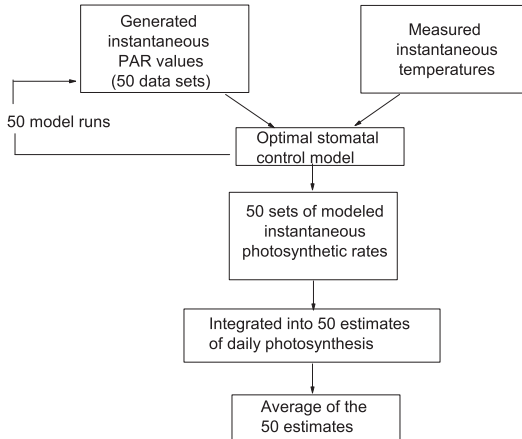 Generated
instantaneous
PAR values
(50 data sets)
Measured
instantaneous
temperatures
50 model runs
Optimal stomatal
control model
50 sets of modeled
instantaneous
photosynthetic rates
Integrated into 50 estimates
of daily photosynthesis
Average of the
50 estimates